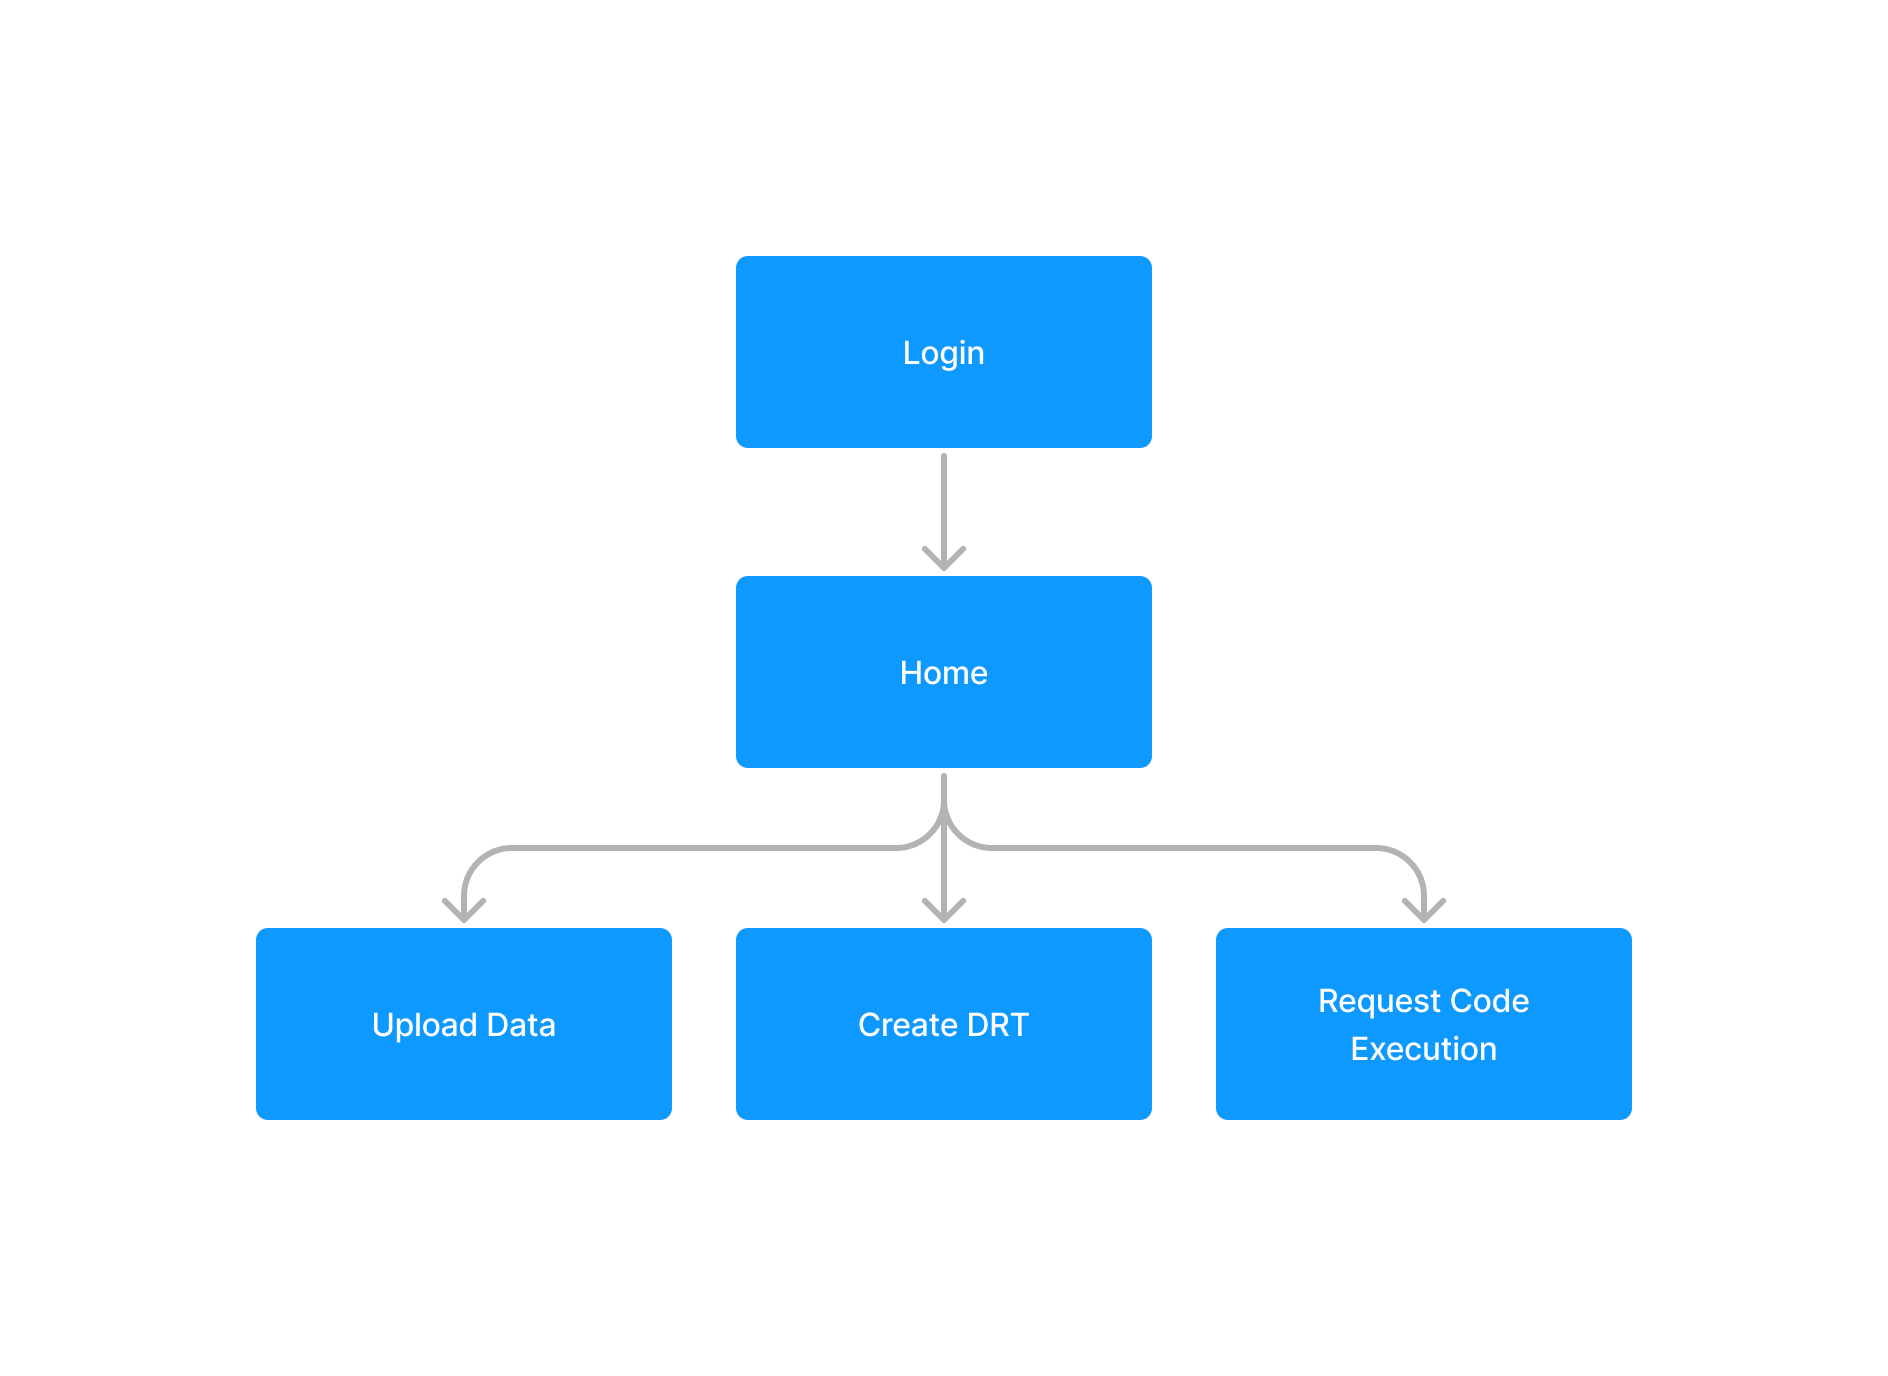 Login
Home
Upload Data
Create DRT
Request Code
Execution